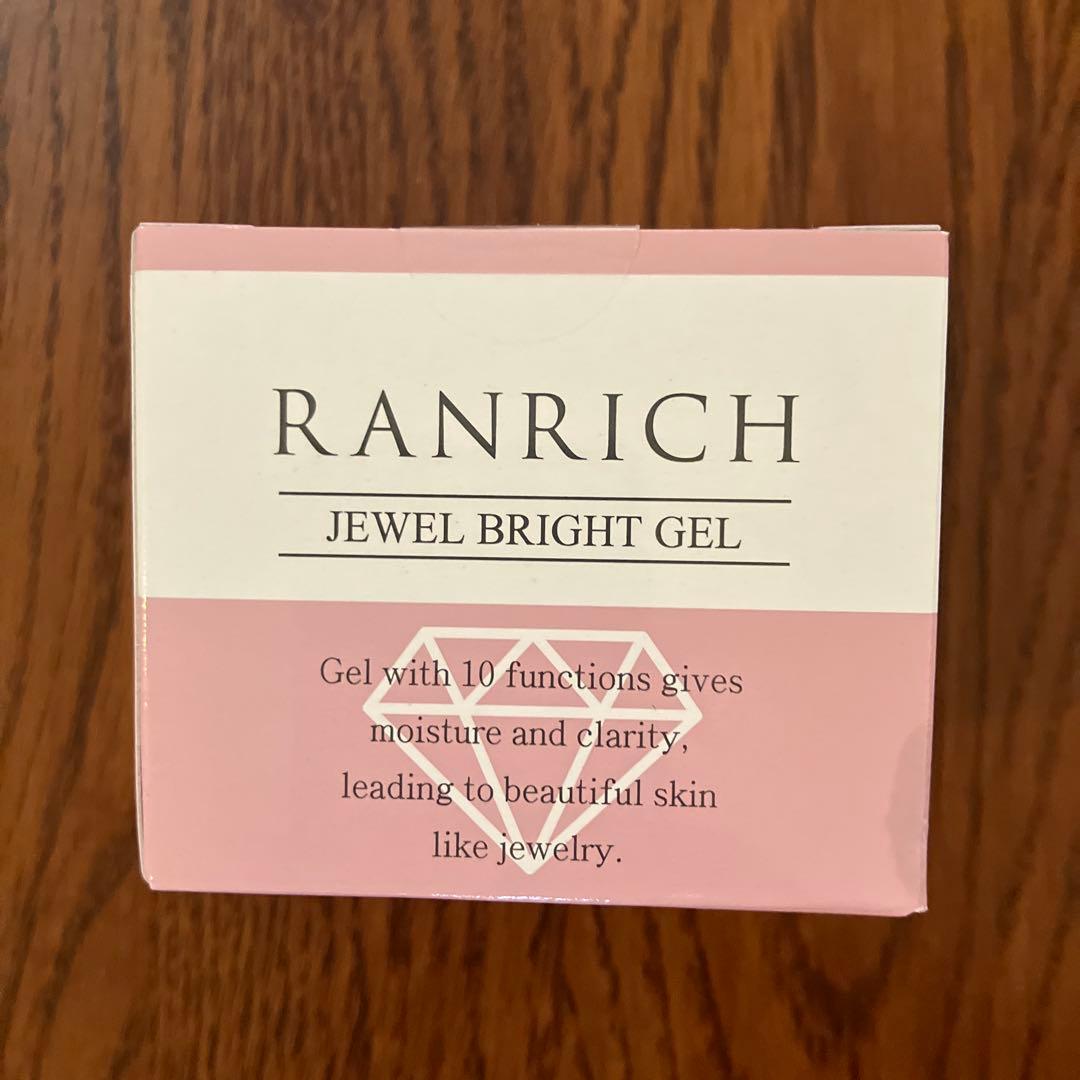 RANRICH
JEWEL BRIGHT GEL
Gel with 10 functions gives
moisture and clarity,
leading to beautiful skin
like jewelry.